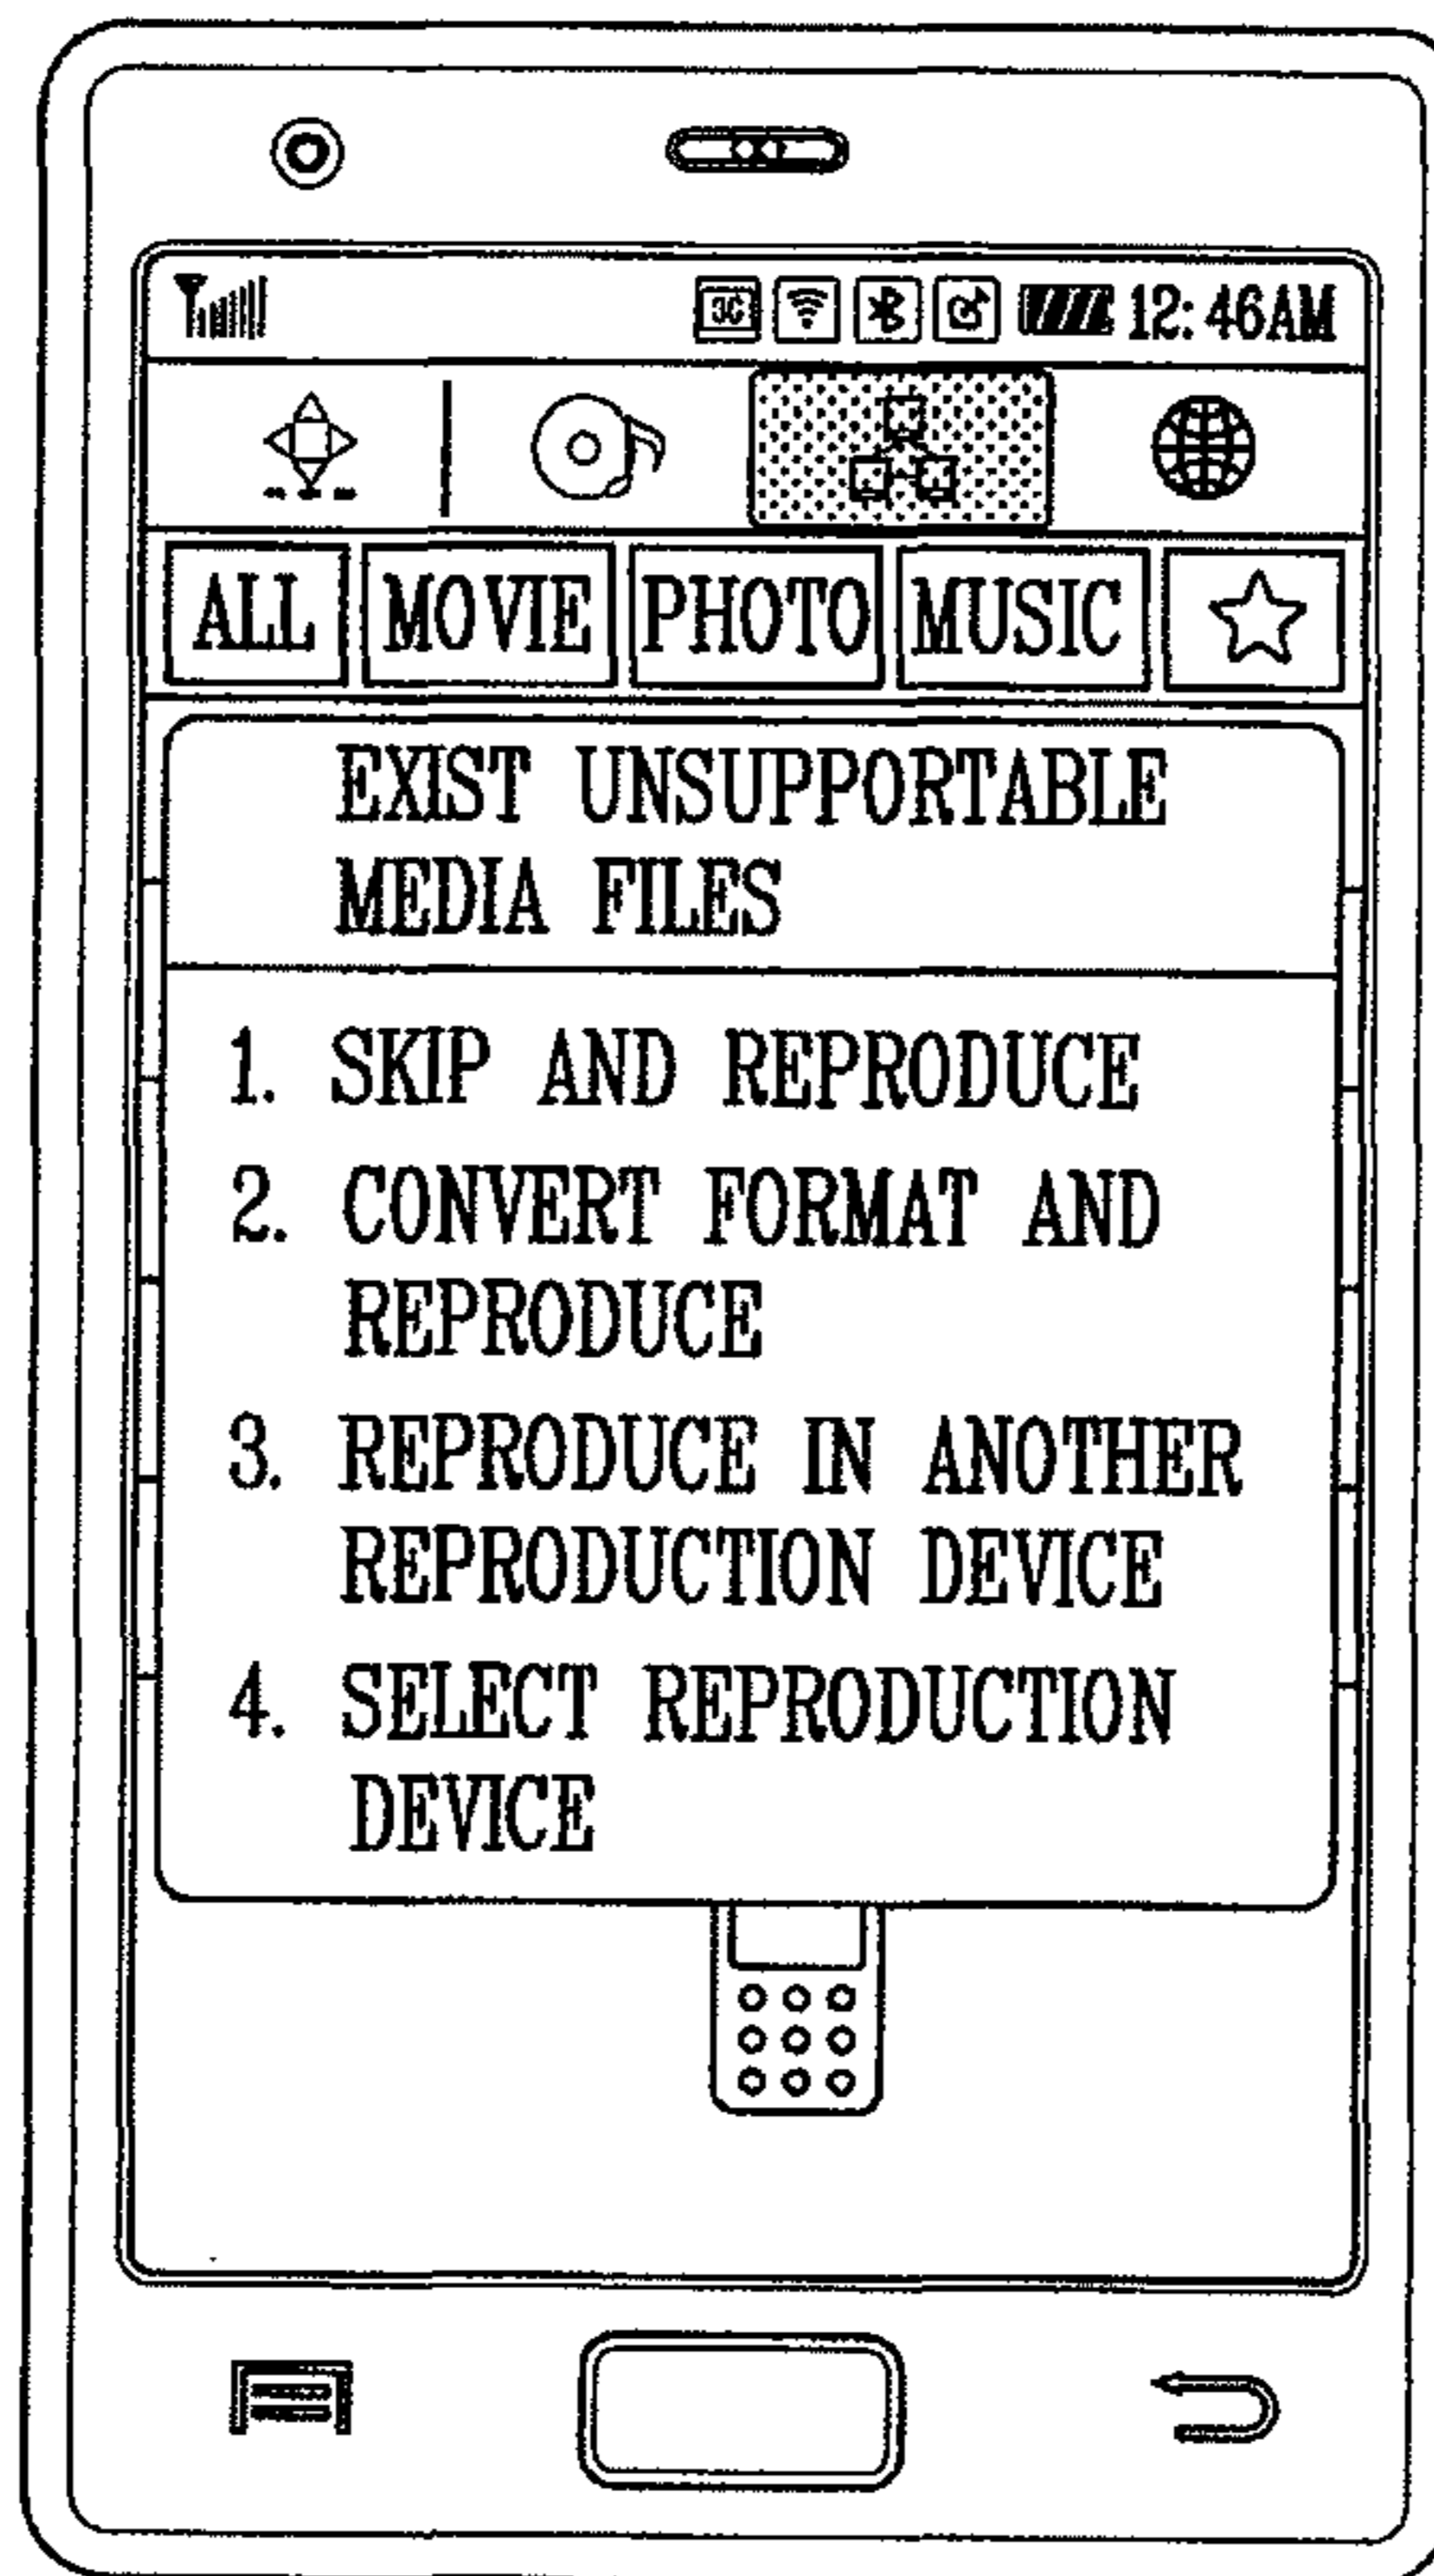 3G 12:46AM
ALL MOVIE PHOTO MUSIC
EXIST UNSUPPORTABLE
MEDIA FILES
1. SKIP AND REPRODUCE
2. CONVERT FORMAT AND
REPRODUCE
3. REPRODUCE IN ANOTHER
REPRODUCTION DEVICE
4. SELECT REPRODUCTION
DEVICE